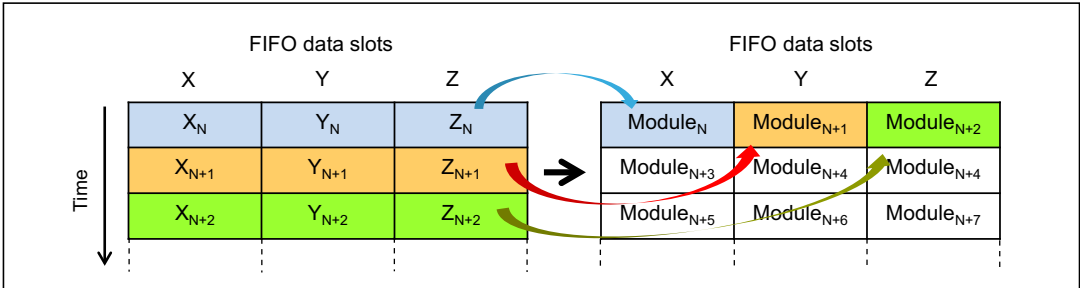 FIFO data slots FIFO data slots
X Y Z X Y Z
X_N Y_N Z_N Module_N Module_N+1 Module_N+2
X_N+1 Y_N+1 Z_N+1 Module_N+3 Module_N+4 Module_N+4
X_N+2 Y_N+2 Z_N+2 Module_N+5 Module_N+6 Module_N+7
Time